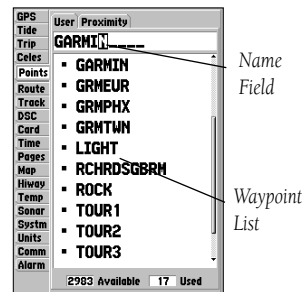 GPS
Tide
Trip
Celes
Points
Route
Track
DSC
Card
Time
Pages
Map
Hiway
Temp
Sonar
Systm
Units
Comm
Alarm
User Proximity
GARMIN____
GARMIN
GRMEUR
GRMPHX
GRMTWN
LIGHT
RCHRDSGBRM
ROCK
TOUR1
TOUR2
TOUR3
2983 Available 17 Used
Name
Field
Waypoint
List